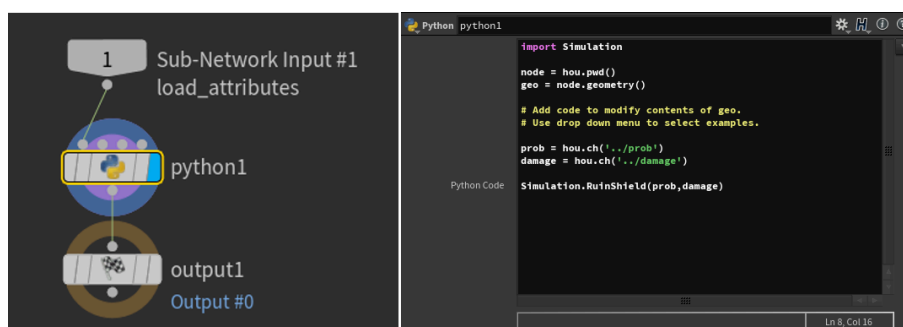 1
Sub-Network Input #1
load_attributes
python1
output1
Output #0
Python python1
import Simulation
node = hou.pwd()
geo = node.geometry()
# Add code to modify contents of geo.
# Use drop down menu to select examples.
prob = hou.ch('../prob')
damage = hou.ch('../damage')
Python Code
Simulation.RuinShield(prob,damage)
Ln 8, Col 16